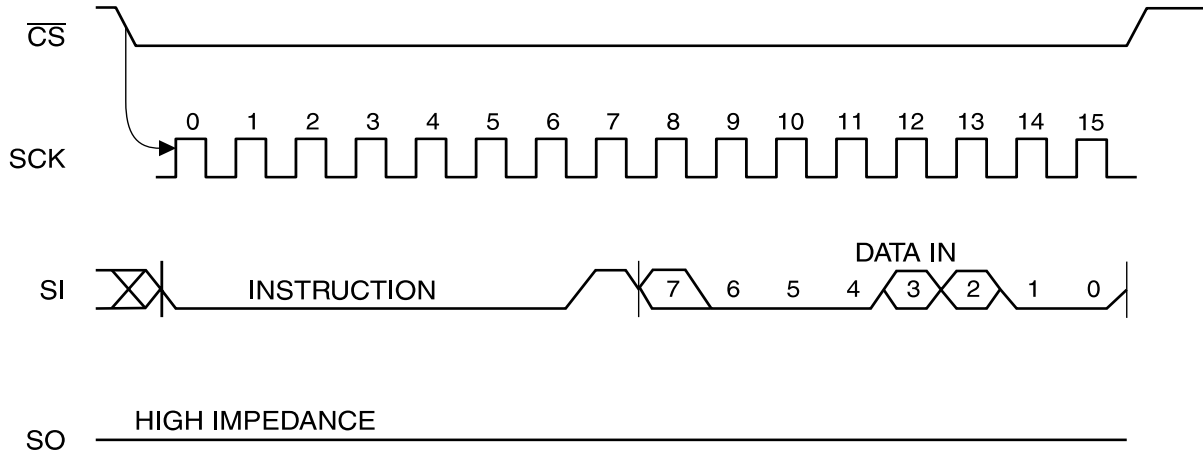 CS
0 1 2 3 4 5 6 7 8 9 10 11 12 13 14 15
SCK
DATA IN
SI INSTRUCTION 7 6 5 4 3 2 1 0
HIGH IMPEDANCE
SO